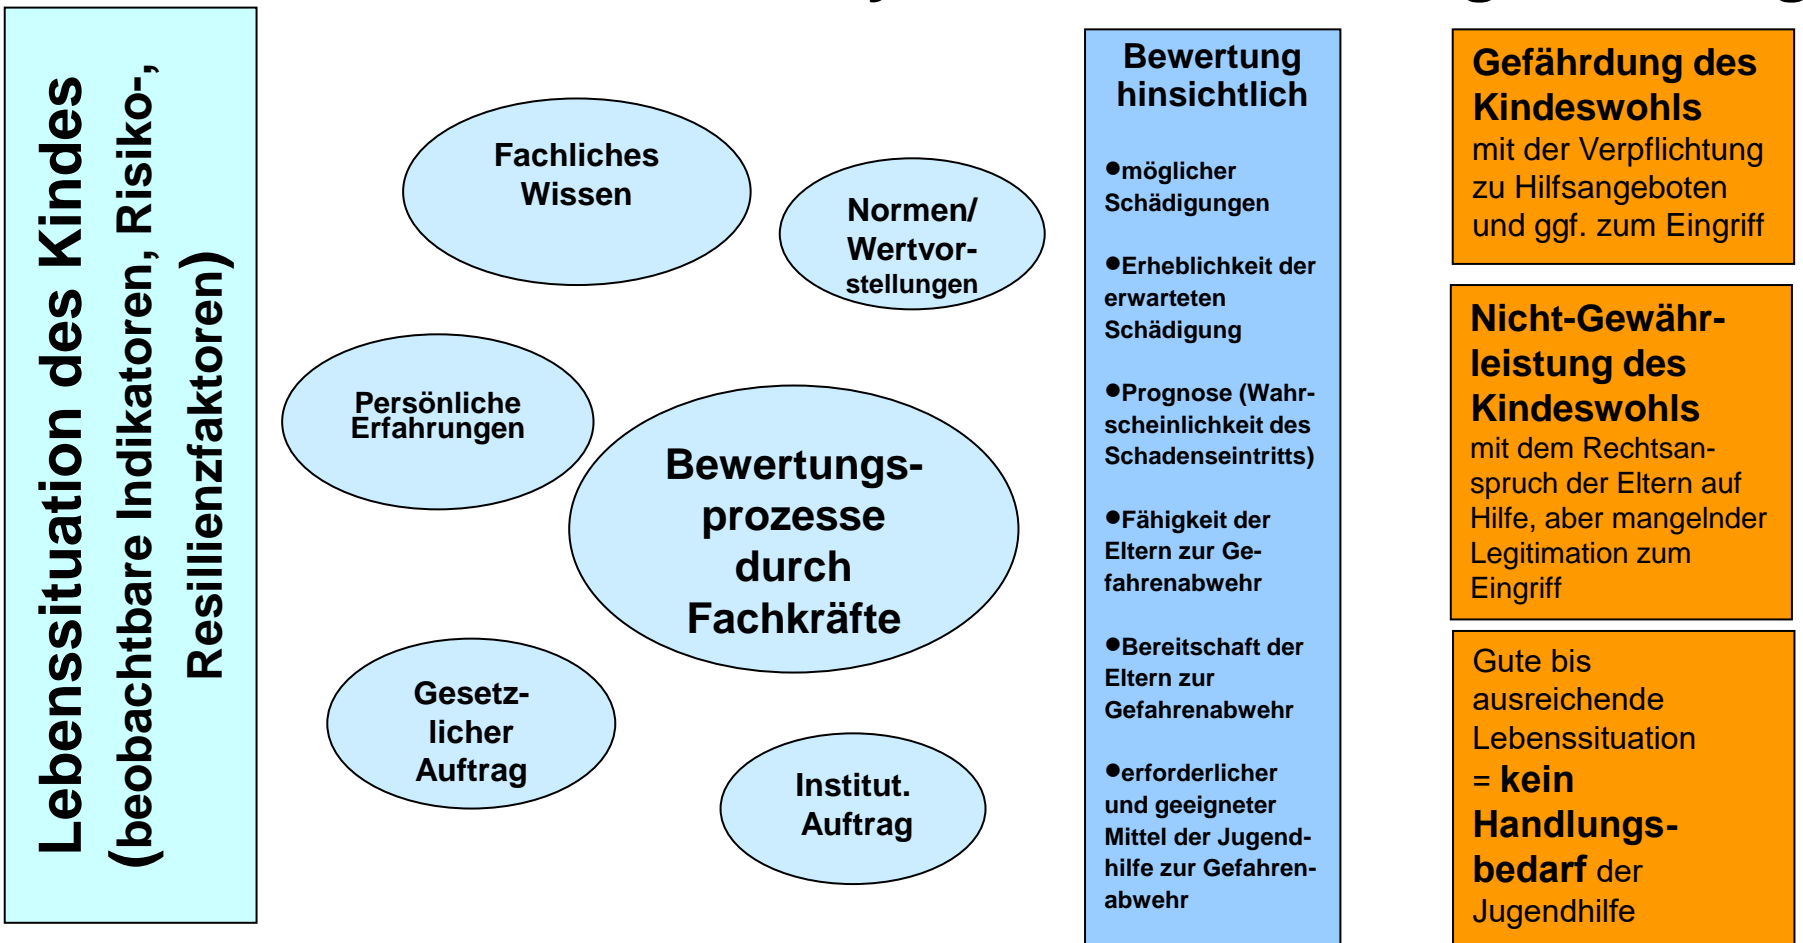 Lebenssituation des Kindes
(beobachtbare Indikatoren, Risiko-,
Resillienzfaktoren)
Fachliches
Wissen
Normen/
Wertvor-
stellungen
Persönliche
Erfahrungen
Bewertungs-
prozesse
durch
Fachkräfte
Gesetz-
licher
Auftrag
Institut.
Auftrag
Bewertung
hinsichtlich
•möglicher
Schädigungen
•Erheblichkeit der
erwarteten
Schädigung
•Prognose (Wahr-
scheinlichkeit des
Schadenseintritts)
•Fähigkeit der
Eltern zur Ge-
fahrenabwehr
•Bereitschaft der
Eltern zur
Gefahrenabwehr
•erforderlicher
und geeigneter
Mittel der Jugend-
hilfe zur Gefahren-
abwehr
Gefährdung des
Kindeswohls
mit der Verpflichtung
zu Hilfsangeboten
und ggf. zum Eingriff
Nicht-Gewähr-
leistung des
Kindeswohls
mit dem Rechtsan-
spruch der Eltern auf
Hilfe, aber mangelnder
Legitimation zum
Eingriff
Gute bis
ausreichende
Lebenssituation
= kein
Handlungs-
bedarf der
Jugendhilfe